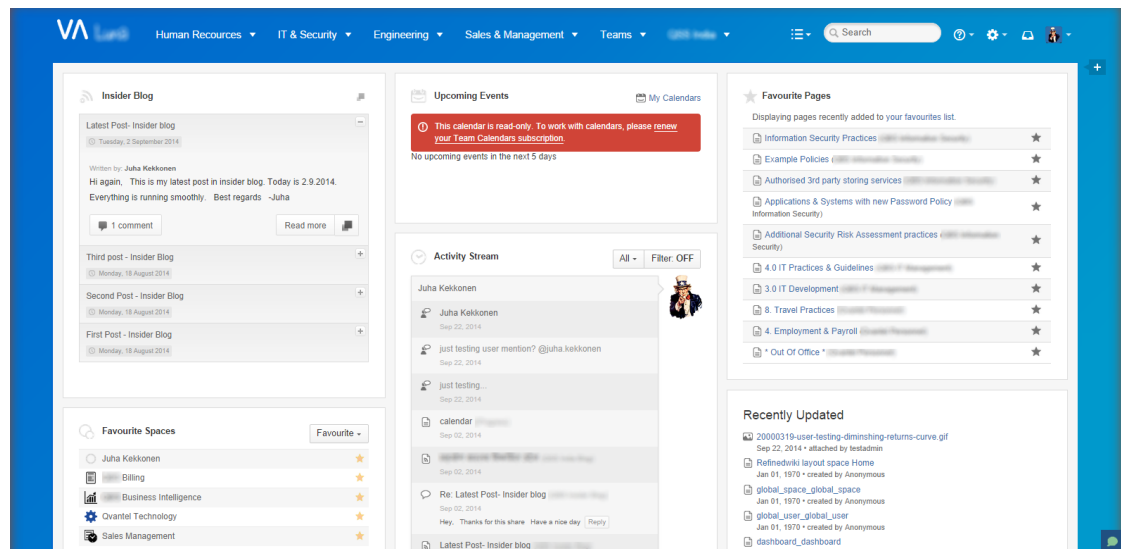 VA
Human Recources
IT & Security
Engineering
Sales & Management
Teams
Search
Insider Blog
Latest Post- Insider blog
Tuesday, 2 September 2014
Written by: Juha Kekkonen
Hi again, This is my latest post in insider blog. Today is 2.9.2014.
Everything is running smoothly. Best regards -Juha
1 comment
Read more
Third post - Insider Blog
Monday, 18 August 2014
Second Post - Insider Blog
Monday, 18 August 2014
First Post - Insider Blog
Monday, 18 August 2014
Favourite Spaces
Favourite
Juha Kekkonen
Billing
Business Intelligence
Qvantel Technology
Sales Management
Upcoming Events
My Calendars
This calendar is read-only. To work with calendars, please renew
your Team Calendars subscription.
No upcoming events in the next 5 days
Activity Stream
All
Filter: OFF
Juha Kekkonen
Juha Kekkonen
Sep 22, 2014
just testing user mention? @juha.kekkonen
Sep 22, 2014
just testing...
Sep 22, 2014
calendar
Sep 02, 2014
Sep 02, 2014
Re: Latest Post- Insider blog
Sep 02, 2014
Hey, Thanks for this share Have a nice day
Reply
Latest Post- Insider blog
Favourite Pages
Displaying pages recently added to your favourites list.
Information Security Practices
Example Policies
Authorised 3rd party storing services
Applications & Systems with new Password Policy
Information Security)
Additional Security Risk Assessment practices
Security)
4.0 IT Practices & Guidelines
3.0 IT Development
8. Travel Practices
4. Employment & Payroll
* Out Of Office *
Recently Updated
20000319-user-testing-diminshing-returns-curve.gif
Sep 22, 2014 • attached by testadmin
Refinedwiki layout space Home
Jan 01, 1970 • created by Anonymous
global_space_global_space
Jan 01, 1970 • created by Anonymous
global_user_global_user
Jan 01, 1970 • created by Anonymous
dashboard_dashboard